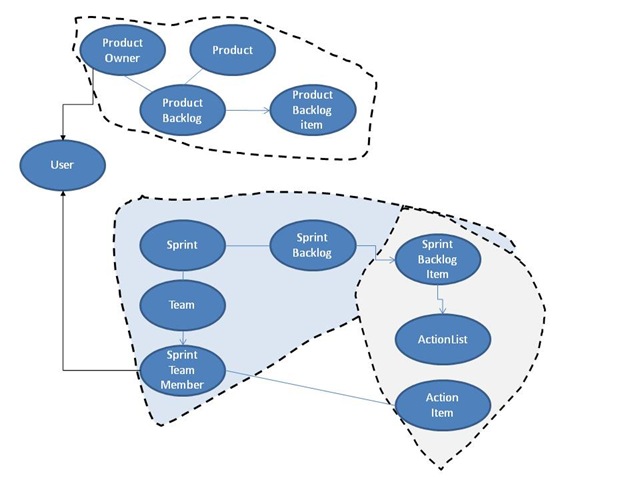 Product
Owner
Product
Product
Backlog
Product
Backlog
item
User
Sprint
Sprint
Backlog
Sprint
Backlog
Item
Team
ActionList
Sprint
Team
Member
Action
Item